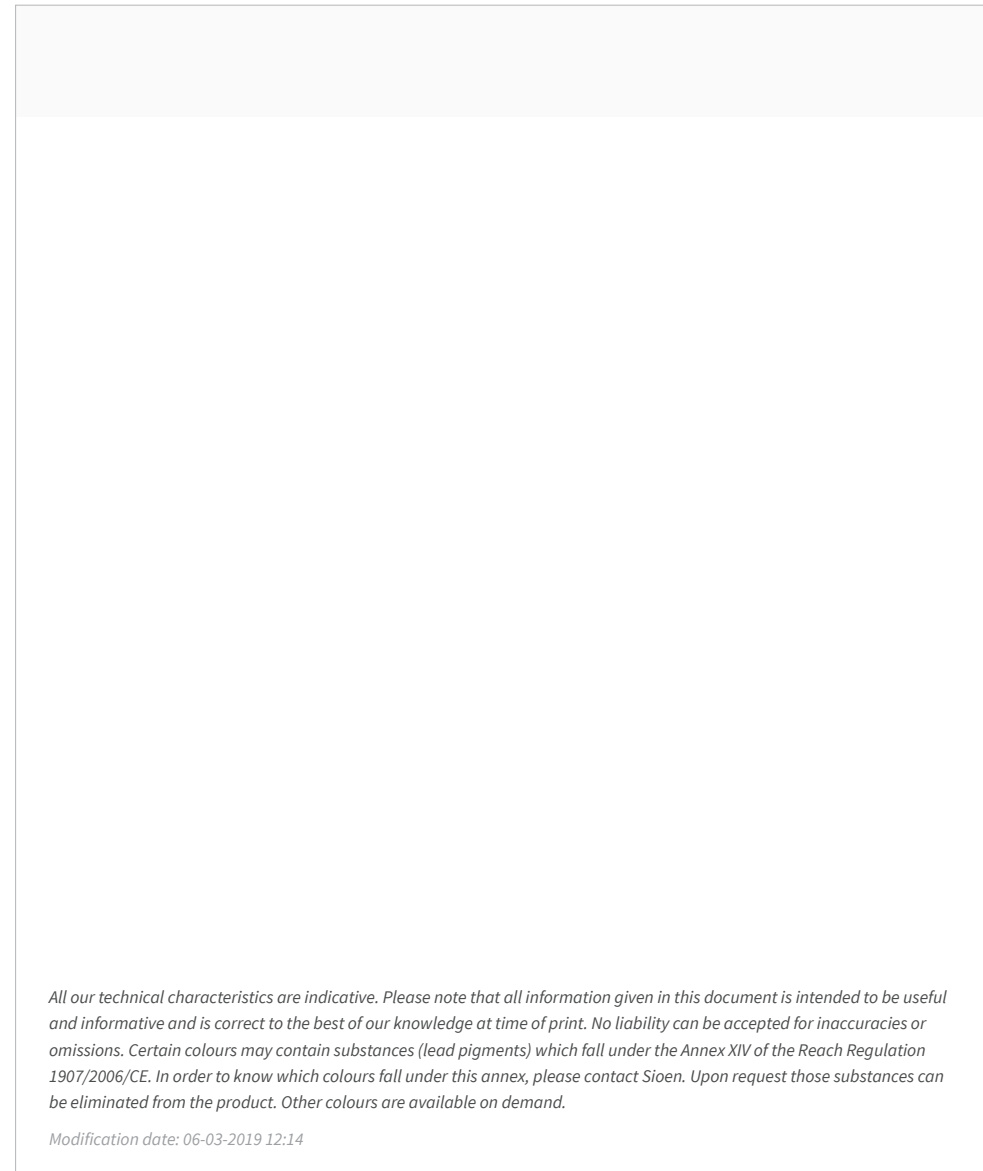 All our technical characteristics are indicative. Please note that all information given in this document is intended to be useful
and informative and is correct to the best of our knowledge at time of print. No liability can be accepted for inaccuracies or
omissions. Certain colours may contain substances (lead pigments) which fall under the Annex XIV of the Reach Regulation
1907/2006/CE. In order to know which colours fall under this annex, please contact Sioen. Upon request those substances can
be eliminated from the product. Other colours are available on demand.
Modification date: 06-03-2019 12:14